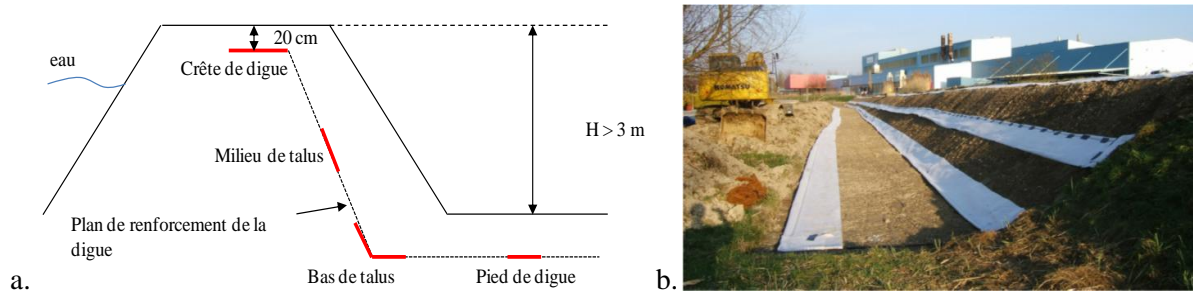 20 cm
eau
Crête de digue
H > 3 m
Milieu de talus
Plan de renforcement de la
digue
Bas de talus
Pied de digue
a.
b.
KOMATSU